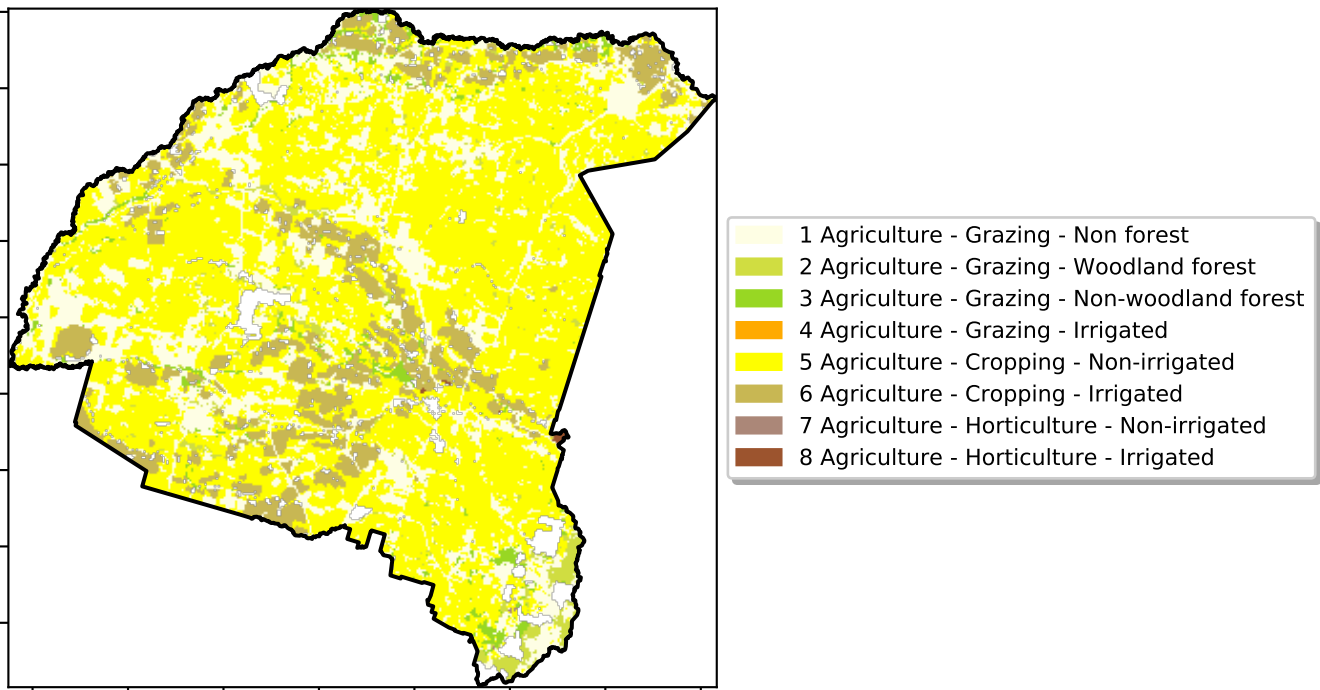 1 Agriculture - Grazing - Non forest
2 Agriculture - Grazing - Woodland forest
3 Agriculture - Grazing - Non-woodland forest
4 Agriculture - Grazing - Irrigated
5 Agriculture - Cropping - Non-irrigated
6 Agriculture - Cropping - Irrigated
7 Agriculture - Horticulture - Non-irrigated
8 Agriculture - Horticulture - Irrigated